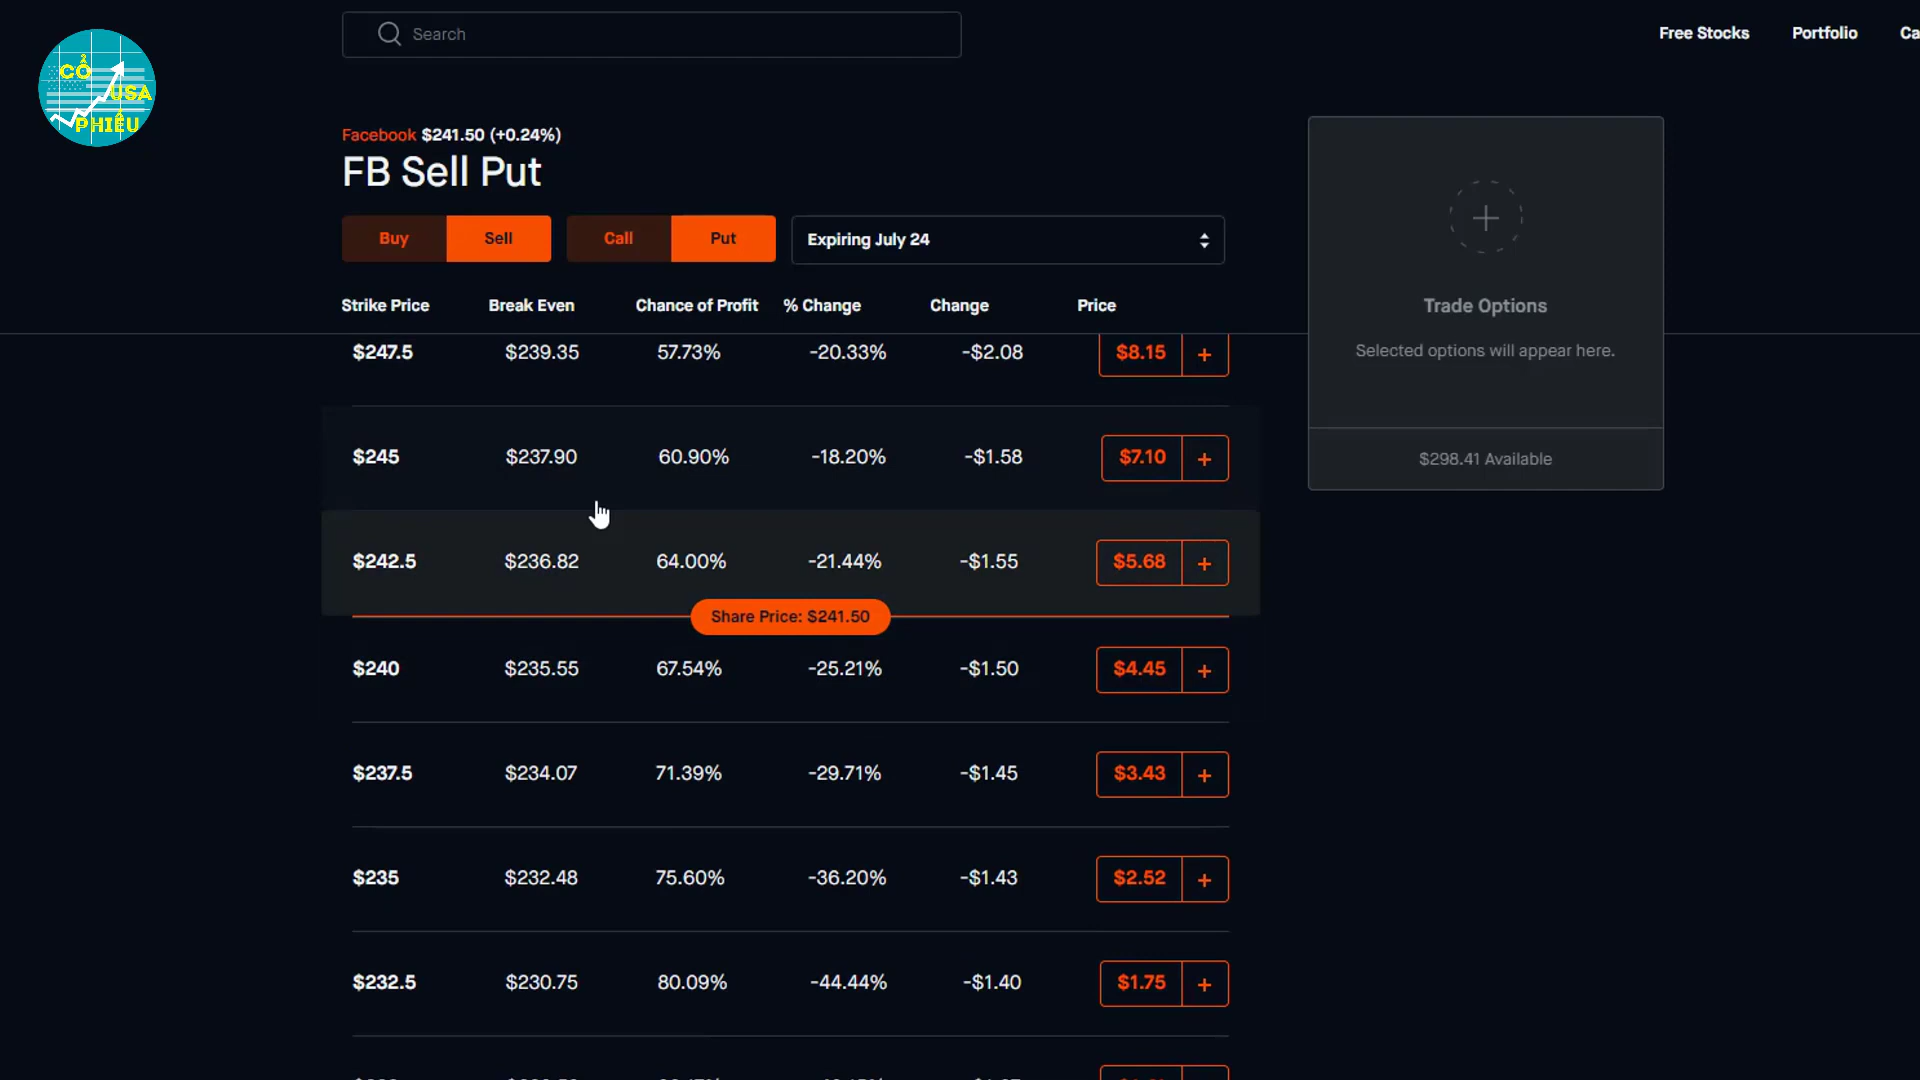 Search
Free Stocks
Portfolio
Ca
CỔ
USA
PHIẾU
Facebook $241.50 (+0.24%)
FB Sell Put
Buy
Sell
Call
Put
Expiring July 24
Strike Price
Break Even
Chance of Profit
% Change
Change
Price
$247.5 $239.35 57.73% -20.33% -$2.08 $8.15 +
$245 $237.90 60.90% -18.20% -$1.58 $7.10 +
$242.5 $236.82 64.00% -21.44% -$1.55 $5.68 +
Share Price: $241.50
$240 $235.55 67.54% -25.21% -$1.50 $4.45 +
$237.5 $234.07 71.39% -29.71% -$1.45 $3.43 +
$235 $232.48 75.60% -36.20% -$1.43 $2.52 +
$232.5 $230.75 80.09% -44.44% -$1.40 $1.75 +
Trade Options
Selected options will appear here.
$298.41 Available